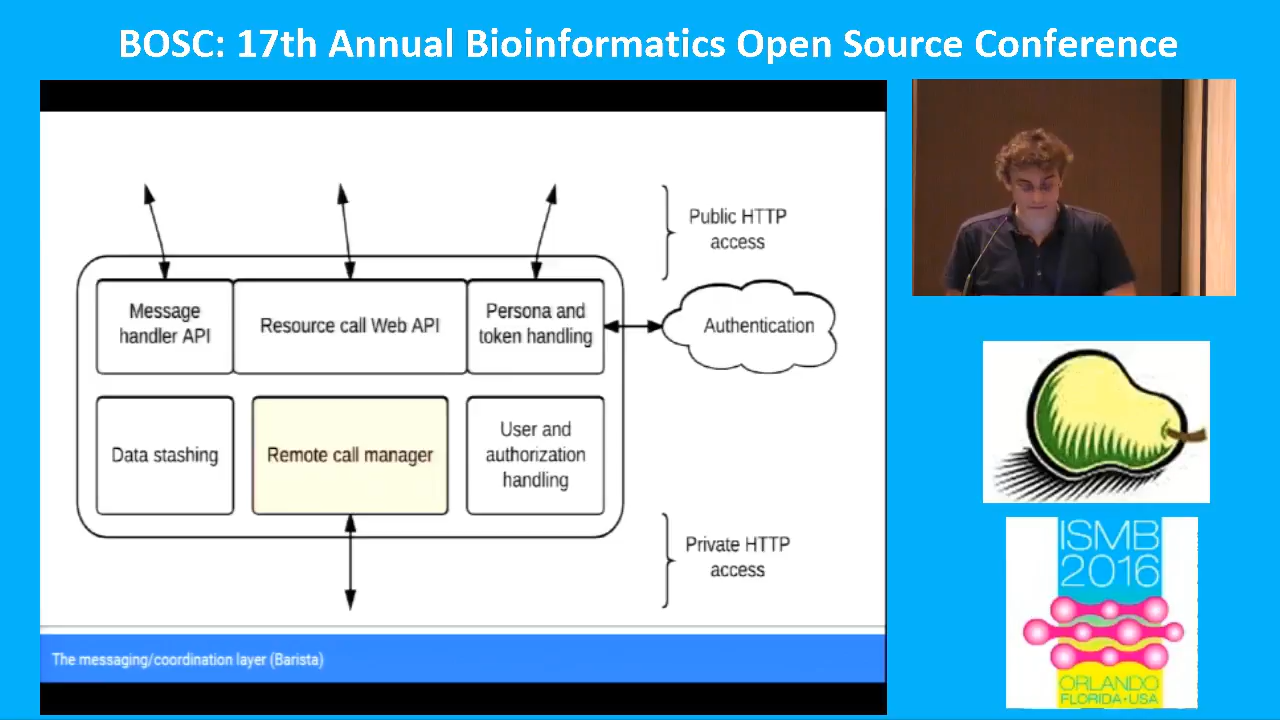 BOSC: 17th Annual Bioinformatics Open Source Conference
Public HTTP
access
Message
handler API
Resource call Web API
Persona and
token handling
Authentication
Data stashing
Remote call manager
User and
authorization
handling
Private HTTP
access
The messaging/coordination layer (Barista)
ISMB
2016
ORLANDO
FLORIDA • USA